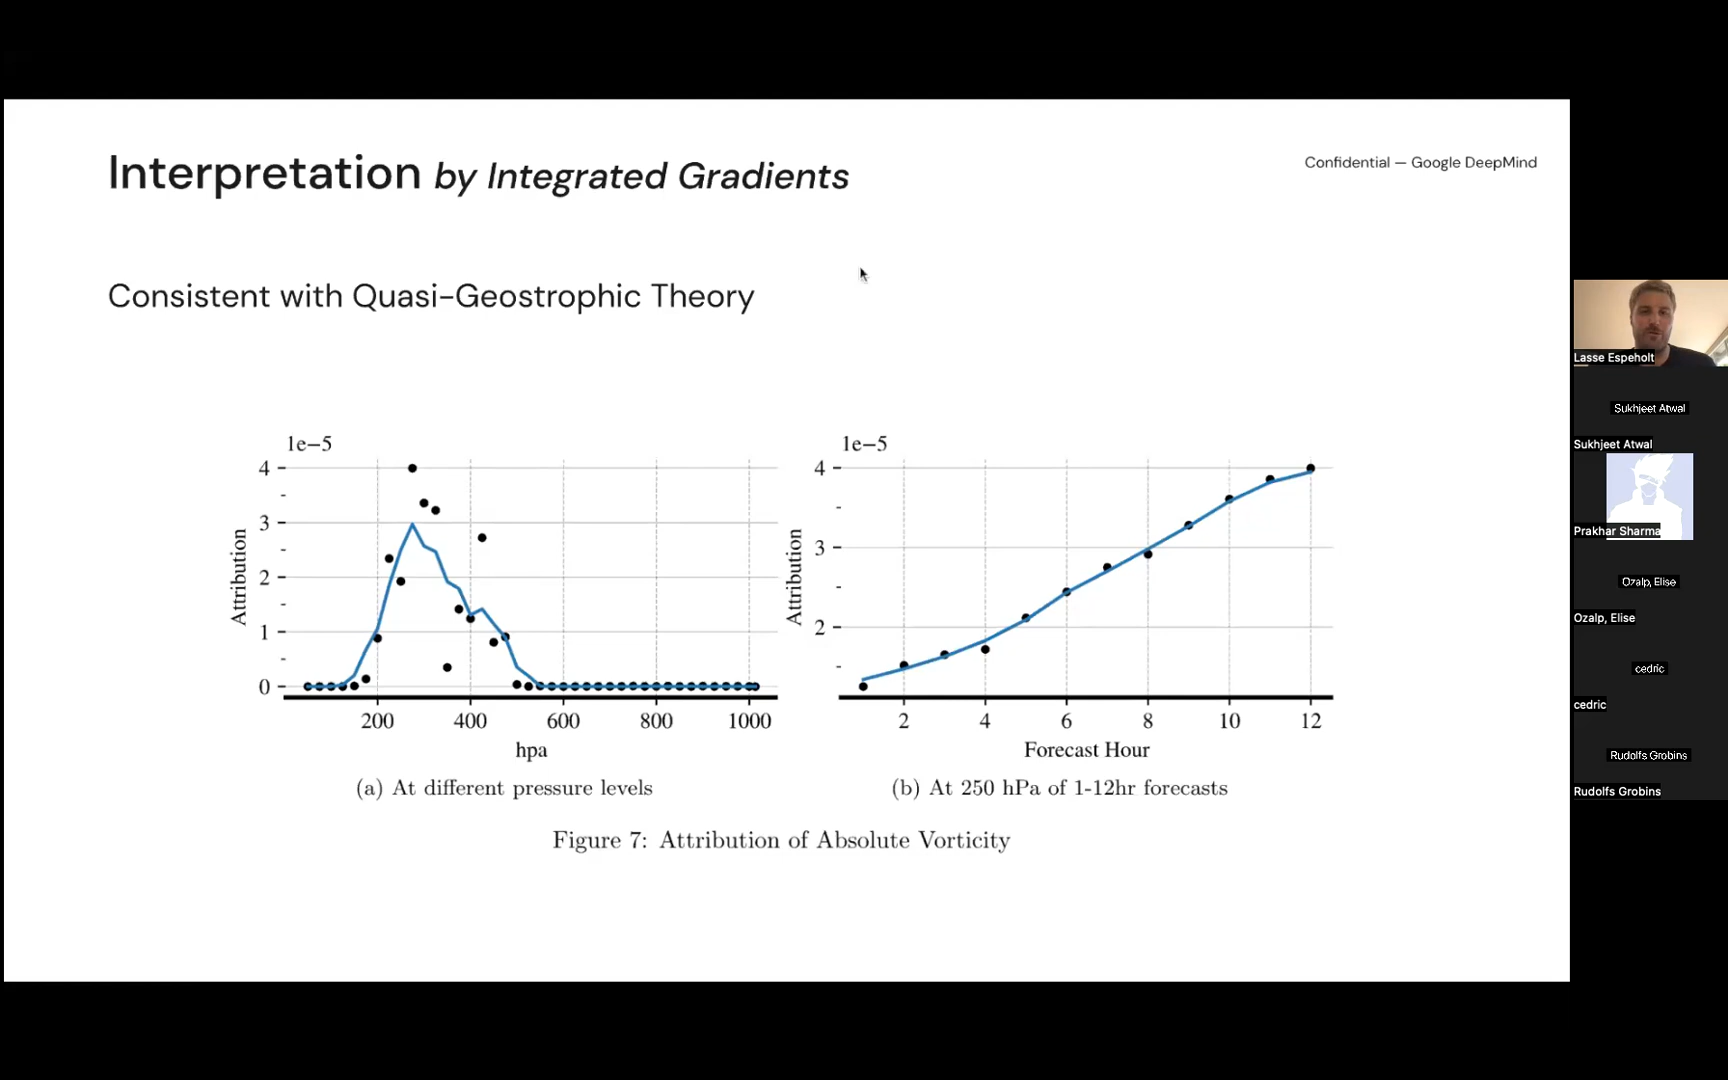 Interpretation by Integrated Gradients
Confidential — Google DeepMind
Consistent with Quasi-Geostrophic Theory
1e−5
4
3
2
1
0
Attribution
200
400
600
800
1000
hpa
(a) At different pressure levels
1e−5
4
3
2
Attribution
2
4
6
8
10
12
Forecast Hour
(b) At 250 hPa of 1-12hr forecasts
Figure 7: Attribution of Absolute Vorticity
Lasse Espeholt
Sukhjeet Atwal
Sukhjeet Atwal
Prakhar Sharma
Ozalp, Elise
Ozalp, Elise
cedric
cedric
Rudolfs Grobins
Rudolfs Grobins